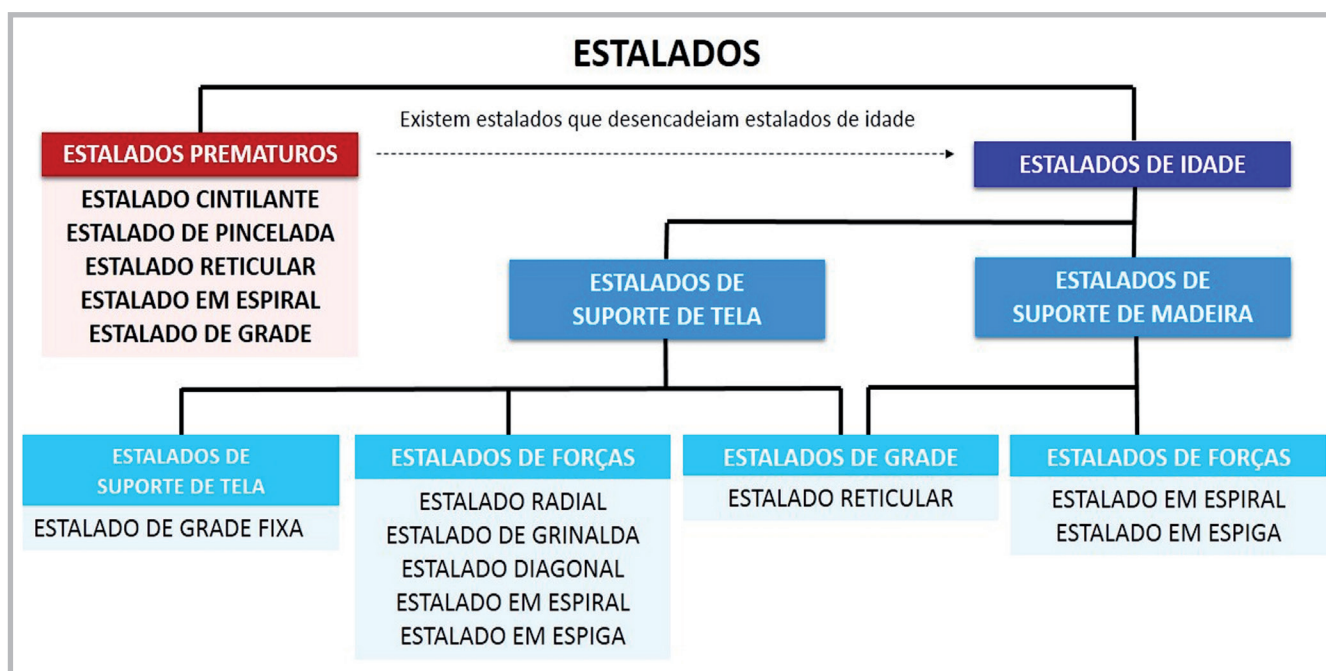 ESTALADOS
Existem estalados que desencadeiam estalados de idade
ESTALADOS PREMATUROS
ESTALADO CINTILANTE
ESTALADO DE PINCELADA
ESTALADO RETICULAR
ESTALADO EM ESPIRAL
ESTALADO DE GRADE
ESTALADOS DE IDADE
ESTALADOS DE
SUPORTE DE TELA
ESTALADOS DE
SUPORTE DE MADEIRA
ESTALADOS DE
SUPORTE DE TELA
ESTALADO DE GRADE FIXA
ESTALADOS DE FORÇAS
ESTALADO RADIAL
ESTALADO DE GRINALDA
ESTALADO DIAGONAL
ESTALADO EM ESPIRAL
ESTALADO EM ESPIGA
ESTALADOS DE GRADE
ESTALADO RETICULAR
ESTALADOS DE FORÇAS
ESTALADO EM ESPIRAL
ESTALADO EM ESPIGA